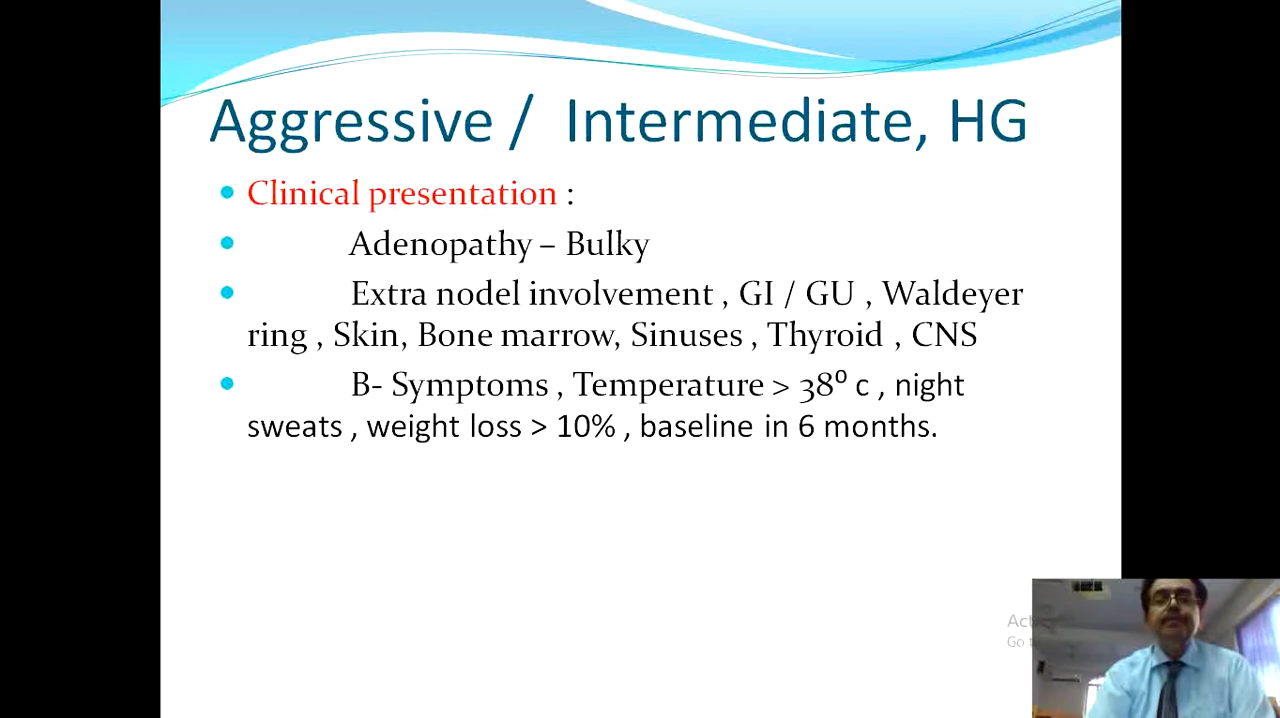 Aggressive / Intermediate, HG
Clinical presentation :
Adenopathy – Bulky
Extra nodel involvement , GI / GU , Waldeyer
ring , Skin, Bone marrow, Sinuses , Thyroid , CNS
B- Symptoms , Temperature > 38⁰ c , night
sweats , weight loss > 10% , baseline in 6 months.